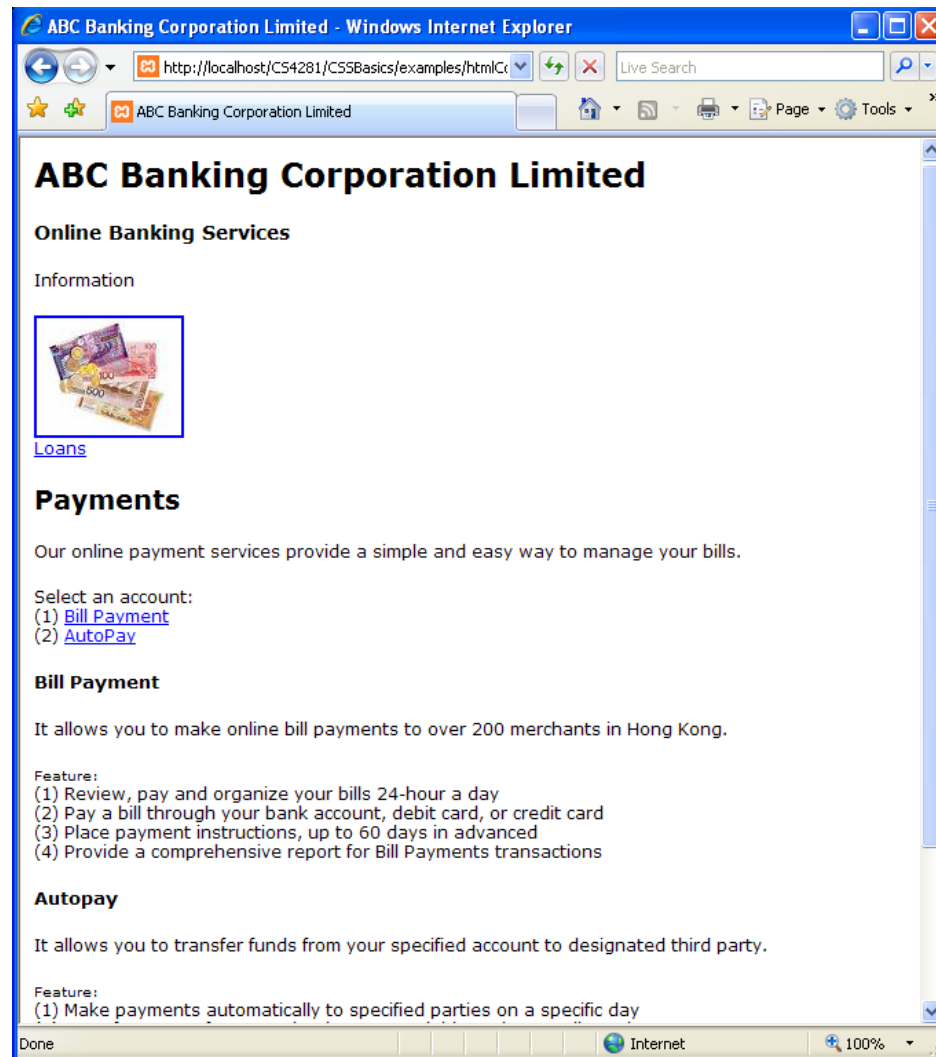 ABC Banking Corporation Limited - Windows Internet Explorer
http://localhost/CS4281/CSSBasics/examples/htmlCo
Live Search
ABC Banking Corporation Limited
Page
Tools
»
ABC Banking Corporation Limited
Online Banking Services
Information
100
100
500
Loans
Payments
Our online payment services provide a simple and easy way to manage your bills.
Select an account:
(1) Bill Payment
(2) AutoPay
Bill Payment
It allows you to make online bill payments to over 200 merchants in Hong Kong.
Feature:
(1) Review, pay and organize your bills 24-hour a day
(2) Pay a bill through your bank account, debit card, or credit card
(3) Place payment instructions, up to 60 days in advanced
(4) Provide a comprehensive report for Bill Payments transactions
Autopay
It allows you to transfer funds from your specified account to designated third party.
Feature:
(1) Make payments automatically to specified parties on a specific day
Done
Internet
100%